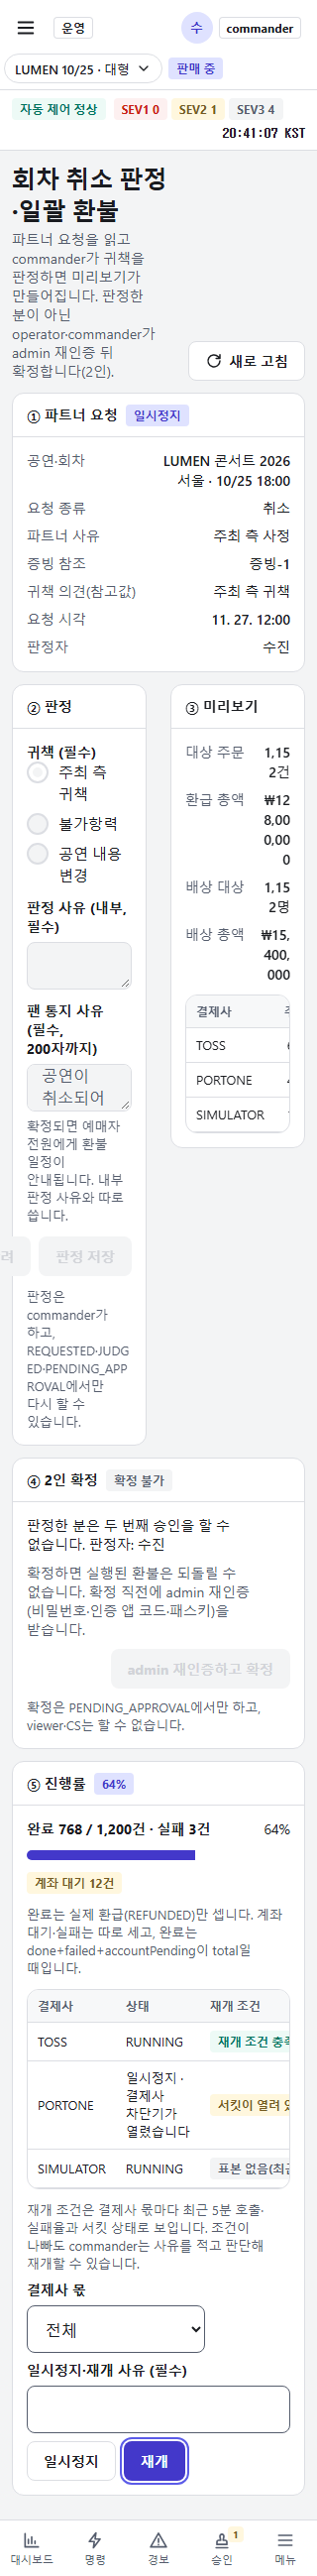 운영
수
commander
LUMEN 10/25 · 대형
판매 중
자동 제어 정상
SEV1 0
SEV2 1
SEV3 4
20:41:07 KST
회차 취소 판정
·일괄 환불
파트너 요청을 읽고
commander가 귀책을
판정하면 미리보기가
만들어집니다. 판정한
분이 아닌
operator·commander가
admin 재인증 뒤
확정합니다(2인).
새로 고침
① 파트너 요청
일시정지
공연·회차
LUMEN 콘서트 2026
서울 · 10/25 18:00
요청 종류
취소
파트너 사유
주최 측 사정
증빙 참조
증빙-1
귀책 의견(참고값)
주최 측 귀책
요청 시각
11. 27. 12:00
판정자
수진
② 판정
귀책 (필수)
주최 측
귀책
불가항력
공연 내용
변경
판정 사유 (내부,
필수)
팬 통지 사유
(필수,
200자까지)
공연이
취소되어
확정되면 예매자
전원에게 환불
일정이
안내됩니다. 내부
판정 사유와 따로
씁니다.
려
판정 저장
판정은
commander가
하고,
REQUESTED·JUDG
ED·PENDING_APP
ROVAL에서만
다시 할 수
있습니다.
③ 미리보기
대상 주문
1,15
2건
환급 총액
₩12
8,00
0,00
0
배상 대상
1,15
2명
배상 총액
₩15,
400,
000
결제사
TOSS
PORTONE
SIMULATOR
④ 2인 확정
확정 불가
판정한 분은 두 번째 승인을 할 수
없습니다. 판정자: 수진
확정하면 실행된 환불은 되돌릴 수
없습니다. 확정 직전에 admin 재인증
(비밀번호·인증 앱 코드·패스키)을
받습니다.
admin 재인증하고 확정
확정은 PENDING_APPROVAL에서만 하고,
viewer·CS는 할 수 없습니다.
⑤ 진행률
64%
완료 768 / 1,200건 · 실패 3건
64%
계좌 대기 12건
완료는 실제 환급(REFUNDED)만 셉니다. 계좌
대기·실패는 따로 세고, 완료는
done+failed+accountPending이 total일
때입니다.
결제사
상태
재개 조건
TOSS
RUNNING
재개 조건 충족
PORTONE
일시정지 ·
결제사
차단기가
열렸습니다
서킷이 열려 있
SIMULATOR
RUNNING
표본 없음(최근
재개 조건은 결제사 몫마다 최근 5분 호출·
실패율과 서킷 상태로 보입니다. 조건이
나빠도 commander는 사유를 적고 판단해
재개할 수 있습니다.
결제사 몫
전체
일시정지·재개 사유 (필수)
일시정지
재개
대시보드
명령
경보
1
승인
메뉴